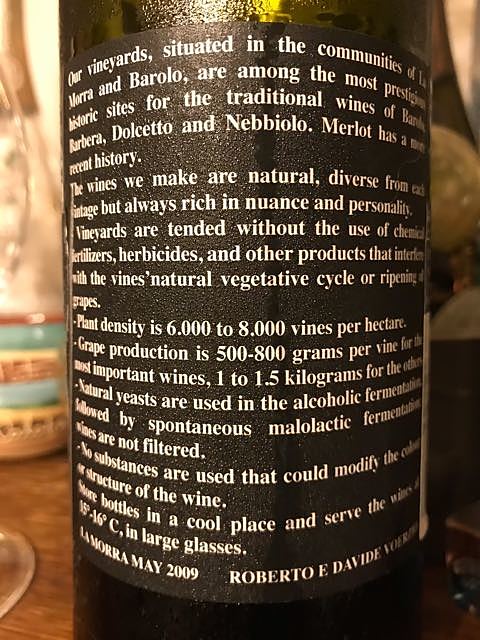 Our vineyards, situated in the communities of La
Morra and Barolo, are among the most prestigious
historic sites for the traditional wines of Barolo,
Barbera, Dolcetto and Nebbiolo. Merlot has a more
recent history.
The wines we make are natural, diverse from each
vintage but always rich in nuance and personality.
Vineyards are tended without the use of chemical
fertilizers, herbicides, and other products that interfere
with the vines'natural vegetative cycle or ripening of
grapes.
-Plant density is 6.000 to 8.000 vines per hectare.
-Grape production is 500-800 grams per vine for the
most important wines, 1 to 1.5 kilograms for the others.
-Natural yeasts are used in the alcoholic fermentation,
followed by spontaneous malolactic fermentation,
wines are not filtered.
-No substances are used that could modify the colour
or structure of the wine.
Store bottles in a cool place and serve the wines at
15°-16° C, in large glasses.
LA MORRA MAY 2009 ROBERTO E DAVIDE VOERZIO